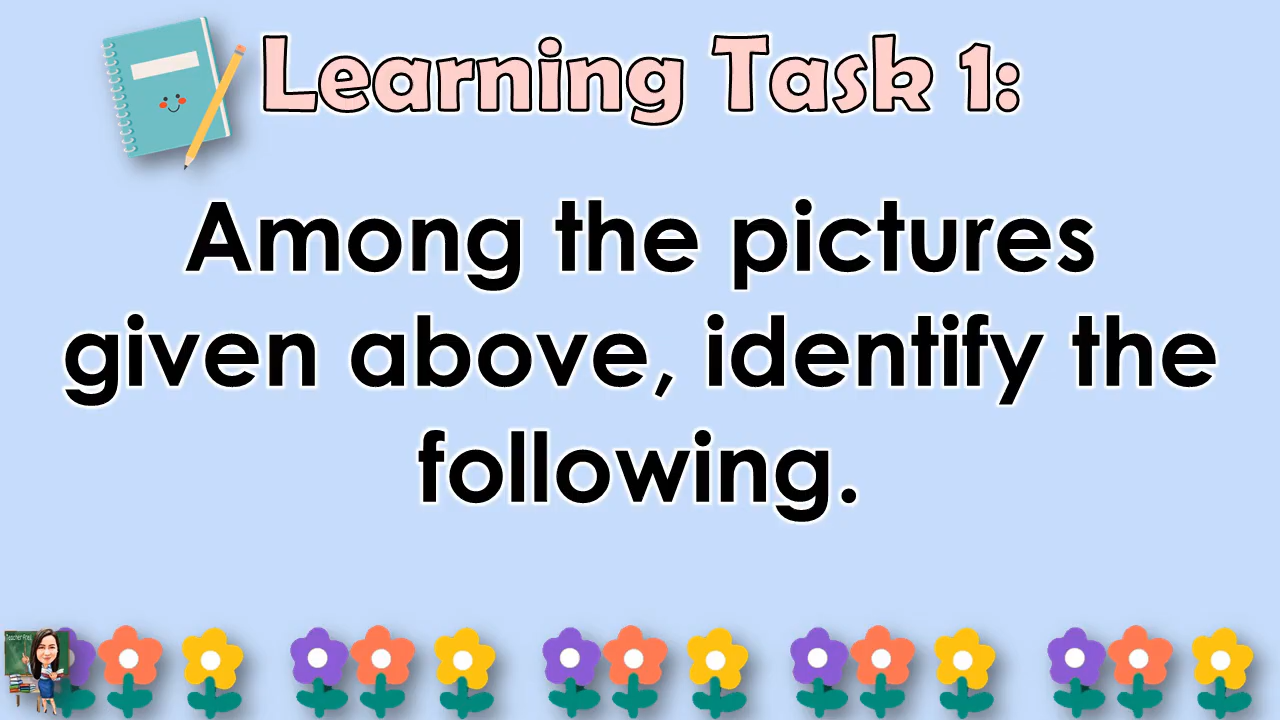 Learning Task 1:
Among the pictures
given above, identify the
following.